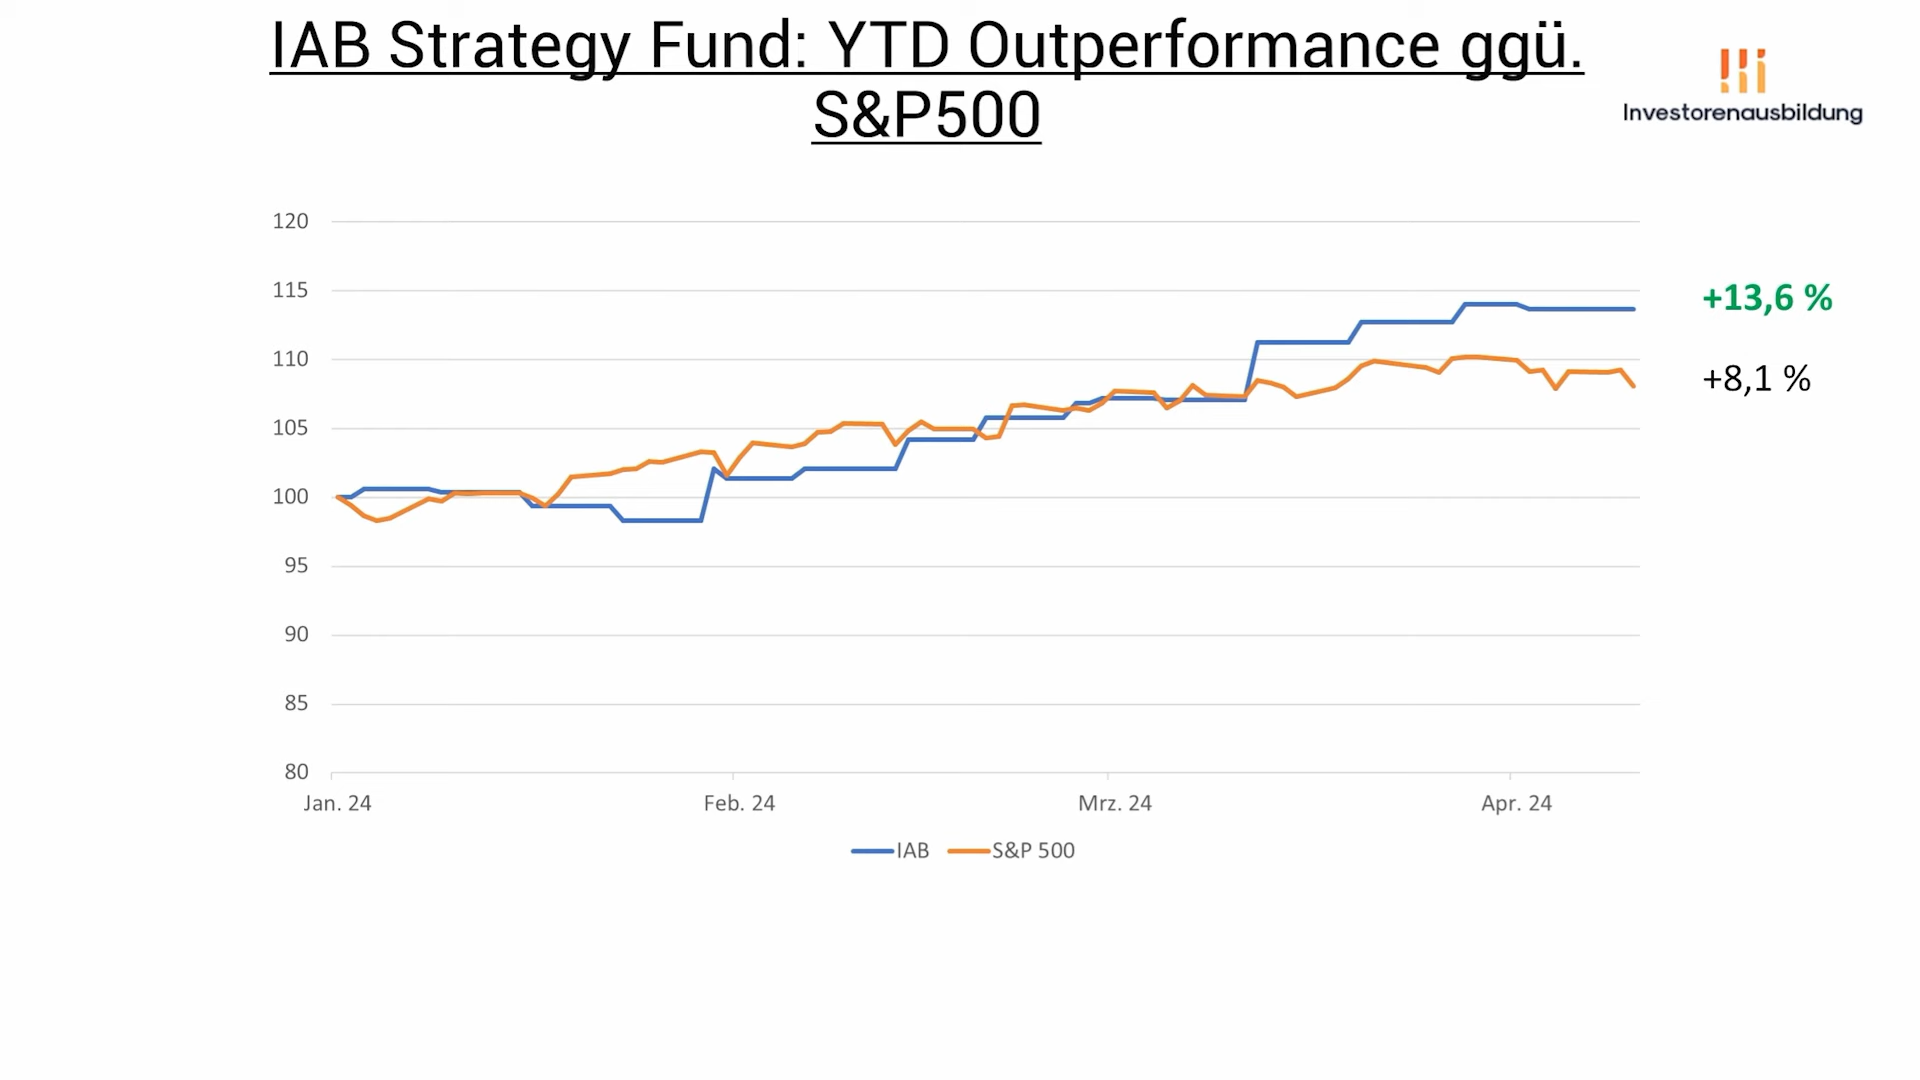 IAB Strategy Fund: YTD Outperformance ggü.
S&P500
Investorenausbildung
120
115
110
105
100
95
90
85
80
+13,6 %
+8,1 %
Jan. 24
Feb. 24
Mrz. 24
Apr. 24
IAB
S&P 500